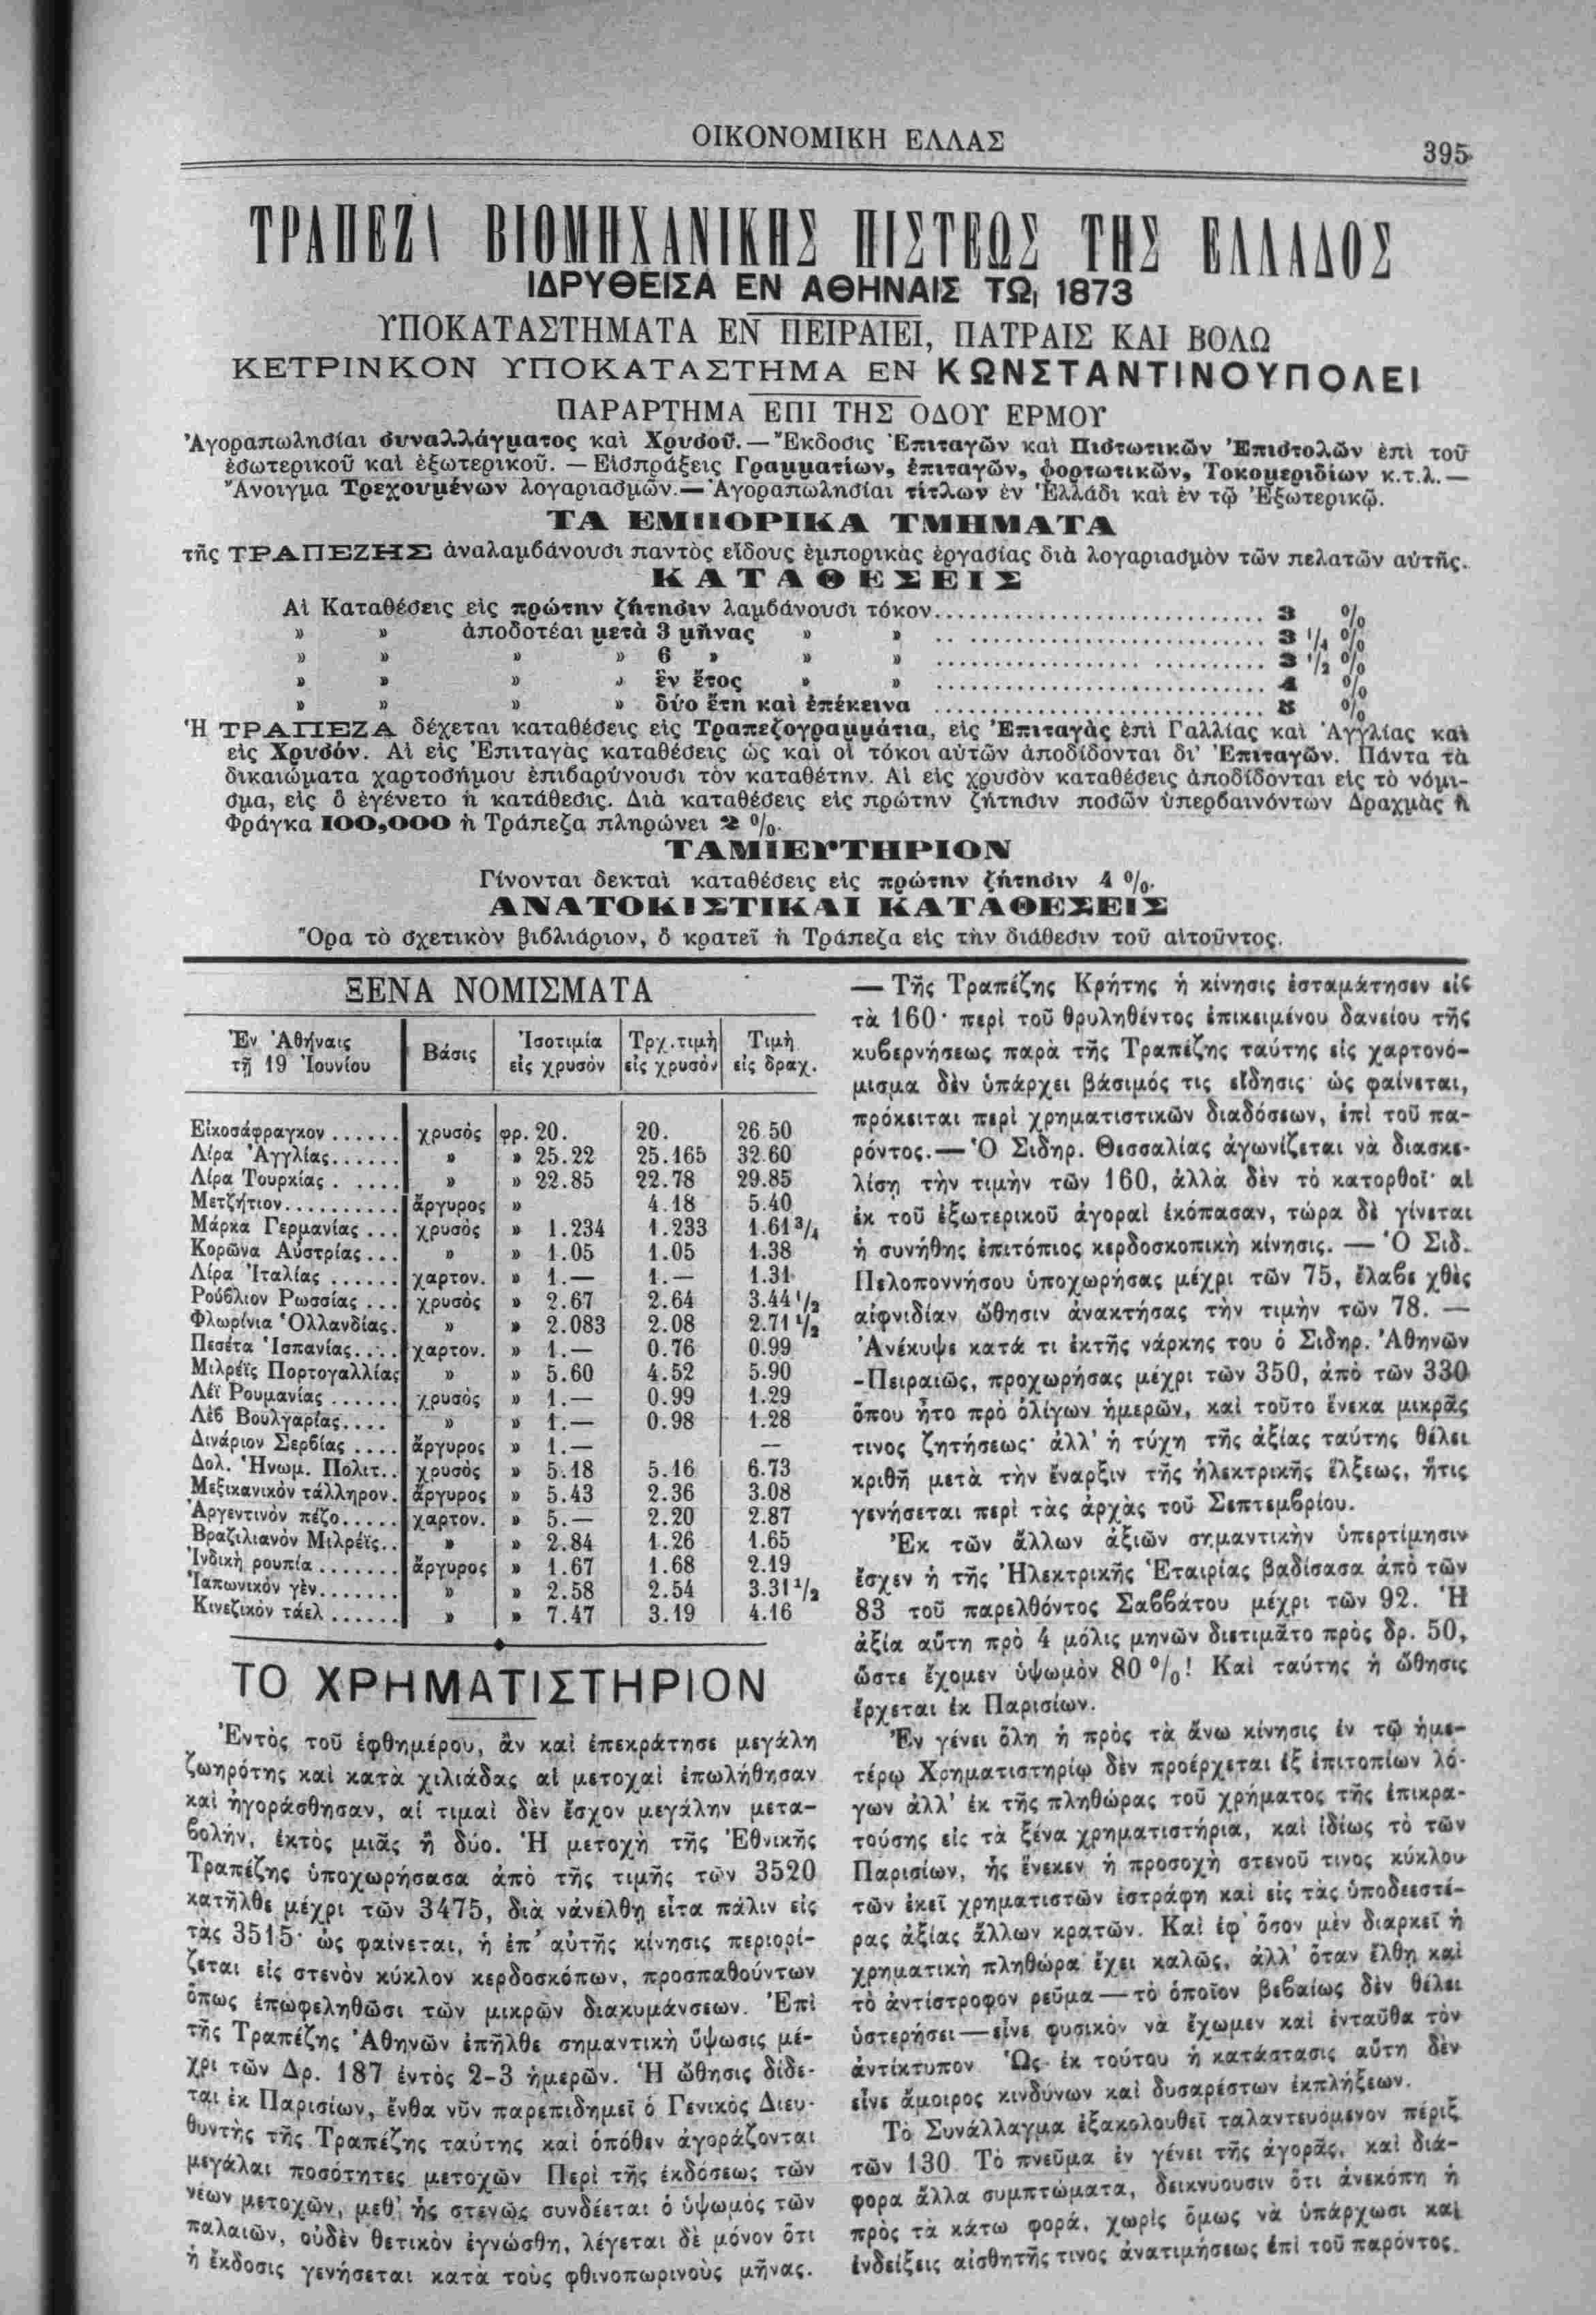 ΟΙΚΟΝΟΜΙΚΗ ΕΛΛΑΣ
395
ΤΡΑΠΕΖΑ ΒΙΟΜΗΧΑΝΙΚΗΣ ΠΙΣΤΕΩΣ ΤΗΣ ΕΛΛΑΔΟΣ
ΙΔΡΥΘΕΙΣΑ ΕΝ ΑΘΗΝΑΙΣ ΤΩι 1873
ΥΠΟΚΑΤΑΣΤΗΜΑΤΑ ΕΝ ΠΕΙΡΑΙΕΙ, ΠΑΤΡΑΙΣ ΚΑΙ ΒΟΛΩ
ΚΕΤΡΙΝΚΟΝ ΥΠΟΚΑΤΑΣΤΗΜΑ ΕΝ ΚΩΝΣΤΑΝΤΙΝΟΥΠΟΛΕΙ
ΠΑΡΑΡΤΗΜΑ ΕΠΙ ΤΗΣ ΟΔΟΥ ΕΡΜΟΥ
Ἀγοραπωλησίαι συναλλάγματος καὶ Χρυσοῦ.—Ἔκδοσις Ἐπιταγῶν καὶ Πιστωτικῶν Ἐπιστολῶν ἐπὶ τοῦ
ἐσωτερικοῦ καὶ ἐξωτερικοῦ. — Εἰσπράξεις Γραμματίων, ἐπιταγῶν, φορτωτικῶν, Τοκομεριδίων κ.τ.λ.—
Ἄνοιγμα Τρεχουμένων λογαριασμῶν.—Ἀγοραπωλησίαι τίτλων ἐν Ἑλλάδι καὶ ἐν τῷ Ἐξωτερικῷ.
ΤΑ ΕΜΠΟΡΙΚΑ ΤΜΗΜΑΤΑ
τῆς ΤΡΑΠΕΖΗΣ ἀναλαμβάνουσι παντὸς εἴδους ἐμπορικὰς ἐργασίας διὰ λογαριασμὸν τῶν πελατῶν αὐτῆς.
ΚΑΤΑΘΕΣΕΙΣ
Αἱ Καταθέσεις εἰς πρώτην ζήτησιν λαμβάνουσι τόκον.......... 3 %
» » ἀποδοτέαι μετὰ 3 μῆνας » » .......... 3 1/4 %
» » » » 6 » » » .......... 3 1/2 %
» » » » ἓν ἔτος » » .......... 4 %
» » » » δύο ἔτη καὶ ἐπέκεινα .......... 5 %
Ἡ ΤΡΑΠΕΖΑ δέχεται καταθέσεις εἰς Τραπεζογραμμάτια, εἰς Ἐπιταγὰς ἐπὶ Γαλλίας καὶ Ἀγγλίας καὶ
εἰς Χρυσόν. Αἱ εἰς Ἐπιταγὰς καταθέσεις ὡς καὶ οἱ τόκοι αὐτῶν ἀποδίδονται δι' Ἐπιταγῶν. Πάντα τὰ
δικαιώματα χαρτοσήμου ἐπιβαρύνουσι τὸν καταθέτην. Αἱ εἰς χρυσὸν καταθέσεις ἀποδίδονται εἰς τὸ νόμι-
σμα, εἰς ὃ ἐγένετο ἡ κατάθεσις. Διὰ καταθέσεις εἰς πρώτην ζήτησιν ποσῶν ὑπερβαινόντων Δραχμὰς ἢ
Φράγκα 100,000 ἡ Τράπεζα πληρώνει 2 %.
ΤΑΜΙΕΥΤΗΡΙΟΝ
Γίνονται δεκταὶ καταθέσεις εἰς πρώτην ζήτησιν 4 %.
ΑΝΑΤΟΚΙΣΤΙΚΑΙ ΚΑΤΑΘΕΣΕΙΣ
Ὅρα τὸ σχετικὸν βιβλιάριον, ὃ κρατεῖ ἡ Τράπεζα εἰς τὴν διάθεσιν τοῦ αἰτοῦντος.
ΞΕΝΑ ΝΟΜΙΣΜΑΤΑ
Ἐν Ἀθήναις τῇ 19 Ἰουνίου | Βάσις | Ἰσοτιμία εἰς χρυσὸν | Τρχ.τιμὴ εἰς χρυσὸν | Τιμὴ εἰς δραχ.
Εἰκοσάφραγκον ...... χρυσὸς φρ. 20. 20. 26 50
Λίρα Ἀγγλίας...... » » 25.22 25.165 32.60
Λίρα Τουρκίας ..... » » 22.85 22.78 29.85
Μετζήτιον.......... ἄργυρος » 4.18 5.40
Μάρκα Γερμανίας ... χρυσὸς » 1.234 1.233 1.61 3/4
Κορῶνα Αὐστρίας... » » 1.05 1.05 1.38
Λίρα Ἰταλίας ...... χαρτον. » 1.— 1.— 1.31
Ρούβλιον Ρωσσίας ... χρυσὸς » 2.67 2.64 3.44 1/2
Φλωρίνια Ὁλλανδίας. » » 2.083 2.08 2.71 1/2
Πεσέτα Ἰσπανίας.... χαρτον. » 1.— 0.76 0.99
Μιλρέϊς Πορτογαλλίας » » 5.60 4.52 5.90
Λέϊ Ρουμανίας ...... χρυσὸς » 1.— 0.99 1.29
Λὲβ Βουλγαρίας.... » » 1.— 0.98 1.28
Δινάριον Σερβίας .... ἄργυρος » 1.— —
Δολ. Ἡνωμ. Πολιτ.. χρυσὸς » 5.18 5.16 6.73
Μεξικανικὸν τάλληρον. ἄργυρος » 5.43 2.36 3.08
Ἀργεντινὸν πέζο..... χαρτον. » 5.— 2.20 2.87
Βραζιλιανὸν Μιλρέϊς.. » » 2.84 1.26 1.65
Ἰνδικὴ ρουπία....... ἄργυρος » 1.67 1.68 2.19
Ἰαπωνικὸν γὲν....... » » 2.58 2.54 3.31 1/2
Κινεζικὸν τάελ ...... » » 7.47 3.19 4.16
ΤΟ ΧΡΗΜΑΤΙΣΤΗΡΙΟΝ
Ἐντὸς τοῦ ἑφθημέρου, ἂν καὶ ἐπεκράτησε μεγάλη
ζωηρότης καὶ κατὰ χιλιάδας αἱ μετοχαὶ ἐπωλήθησαν
καὶ ἠγοράσθησαν, αἱ τιμαὶ δὲν ἔσχον μεγάλην μετα-
βολήν, ἐκτὸς μιᾶς ἢ δύο. Ἡ μετοχὴ τῆς Ἐθνικῆς
Τραπέζης ὑποχωρήσασα ἀπὸ τῆς τιμῆς τῶν 3520
κατῆλθε μέχρι τῶν 3475, διὰ νἀνέλθῃ εἶτα πάλιν εἰς
τὰς 3515· ὡς φαίνεται, ἡ ἐπ' αὐτῆς κίνησις περιορί-
ζεται εἰς στενὸν κύκλον κερδοσκόπων, προσπαθούντων
ὅπως ἐπωφεληθῶσι τῶν μικρῶν διακυμάνσεων. Ἐπὶ
τῆς Τραπέζης Ἀθηνῶν ἐπῆλθε σημαντικὴ ὕψωσις μέ-
χρι τῶν Δρ. 187 ἐντὸς 2-3 ἡμερῶν. Ἡ ὤθησις δίδε-
ται ἐκ Παρισίων, ἔνθα νῦν παρεπιδημεῖ ὁ Γενικὸς Διευ-
θυντὴς τῆς Τραπέζης ταύτης καὶ ὁπόθεν ἀγοράζονται
μεγάλαι ποσότητες μετοχῶν Περὶ τῆς ἐκδόσεως τῶν
νέων μετοχῶν, μεθ' ἧς στενῶς συνδέεται ὁ ὑψωμὸς τῶν
παλαιῶν, οὐδὲν θετικὸν ἐγνώσθη, λέγεται δὲ μόνον ὅτι
ἡ ἔκδοσις γενήσεται κατὰ τοὺς φθινοπωρινοὺς μῆνας.
— Τῆς Τραπέζης Κρήτης ἡ κίνησις ἐσταμάτησεν εἰς
τὰ 160· περὶ τοῦ θρυληθέντος ἐπικειμένου δανείου τῆς
κυβερνήσεως παρὰ τῆς Τραπέζης ταύτης εἰς χαρτονό-
μισμα δὲν ὑπάρχει βάσιμός τις εἴδησις· ὡς φαίνεται,
πρόκειται περὶ χρηματιστικῶν διαδόσεων, ἐπὶ τοῦ πα-
ρόντος.— Ὁ Σιδηρ. Θεσσαλίας ἀγωνίζεται νὰ διασκε-
λίσῃ τὴν τιμὴν τῶν 160, ἀλλὰ δὲν τὸ κατορθοῖ· αἱ
ἐκ τοῦ ἐξωτερικοῦ ἀγοραὶ ἐκόπασαν, τώρα δὲ γίνεται
ἡ συνήθης ἐπιτόπιος κερδοσκοπικὴ κίνησις. — Ὁ Σιδ.
Πελοποννήσου ὑποχωρήσας μέχρι τῶν 75, ἔλαβε χθὲς
αἰφνιδίαν ὤθησιν ἀνακτήσας τὴν τιμὴν τῶν 78. —
Ἀνέκυψε κατά τι ἐκτῆς νάρκης του ὁ Σιδηρ. Ἀθηνῶν
-Πειραιῶς, προχωρήσας μέχρι τῶν 350, ἀπὸ τῶν 330
ὅπου ἦτο πρὸ ὀλίγων ἡμερῶν, καὶ τοῦτο ἕνεκα μικρᾶς
τινος ζητήσεως· ἀλλ' ἡ τύχη τῆς ἀξίας ταύτης θέλει
κριθῆ μετὰ τὴν ἔναρξιν τῆς ἠλεκτρικῆς ἕλξεως, ἥτις
γενήσεται περὶ τὰς ἀρχὰς τοῦ Σεπτεμβρίου.
Ἐκ τῶν ἄλλων ἀξιῶν σημαντικὴν ὑπερτίμησιν
ἔσχεν ἡ τῆς Ἠλεκτρικῆς Ἑταιρίας βαδίσασα ἀπὸ τῶν
83 τοῦ παρελθόντος Σαββάτου μέχρι τῶν 92. Ἡ
ἀξία αὕτη πρὸ 4 μόλις μηνῶν διετιμᾶτο πρὸς δρ. 50,
ὥστε ἔχομεν ὑψωμὸν 80 %! Καὶ ταύτης ἡ ὤθησις
ἔρχεται ἐκ Παρισίων.
Ἐν γένει ὅλη ἡ πρὸς τὰ ἄνω κίνησις ἐν τῷ ἡμε-
τέρῳ Χρηματιστηρίῳ δὲν προέρχεται ἐξ ἐπιτοπίων λό-
γων ἀλλ' ἐκ τῆς πληθώρας τοῦ χρήματος τῆς ἐπικρα-
τούσης εἰς τὰ ξένα χρηματιστήρια, καὶ ἰδίως τὸ τῶν
Παρισίων, ἧς ἕνεκεν ἡ προσοχὴ στενοῦ τινος κύκλου
τῶν ἐκεῖ χρηματιστῶν ἐστράφη καὶ εἰς τὰς ὑποδεεστέ-
ρας ἀξίας ἄλλων κρατῶν. Καὶ ἐφ' ὅσον μὲν διαρκεῖ ἡ
χρηματικὴ πληθώρα ἔχει καλῶς, ἀλλ' ὅταν ἔλθῃ καὶ
τὸ ἀντίστροφον ρεῦμα—τὸ ὁποῖον βεβαίως δὲν θέλει
ὑστερήσει—εἶνε φυσικὸν νὰ ἔχωμεν καὶ ἐνταῦθα τὸν
ἀντίκτυπον Ὡς ἐκ τούτου ἡ κατάστασις αὕτη δὲν
εἶνε ἄμοιρος κινδύνων καὶ δυσαρέστων ἐκπλήξεων.
Τὸ Συνάλλαγμα ἐξακολουθεῖ ταλαντευόμενον πέριξ
τῶν 130 Τὸ πνεῦμα ἐν γένει τῆς ἀγορᾶς, καὶ διά-
φορα ἄλλα συμπτώματα, δεικνύουσιν ὅτι ἀνεκόπη ἡ
πρὸς τὰ κάτω φορά, χωρὶς ὅμως νὰ ὑπάρχωσι καὶ
ἐνδείξεις αἰσθητῆς τινος ἀνατιμήσεως ἐπὶ τοῦ παρόντος.